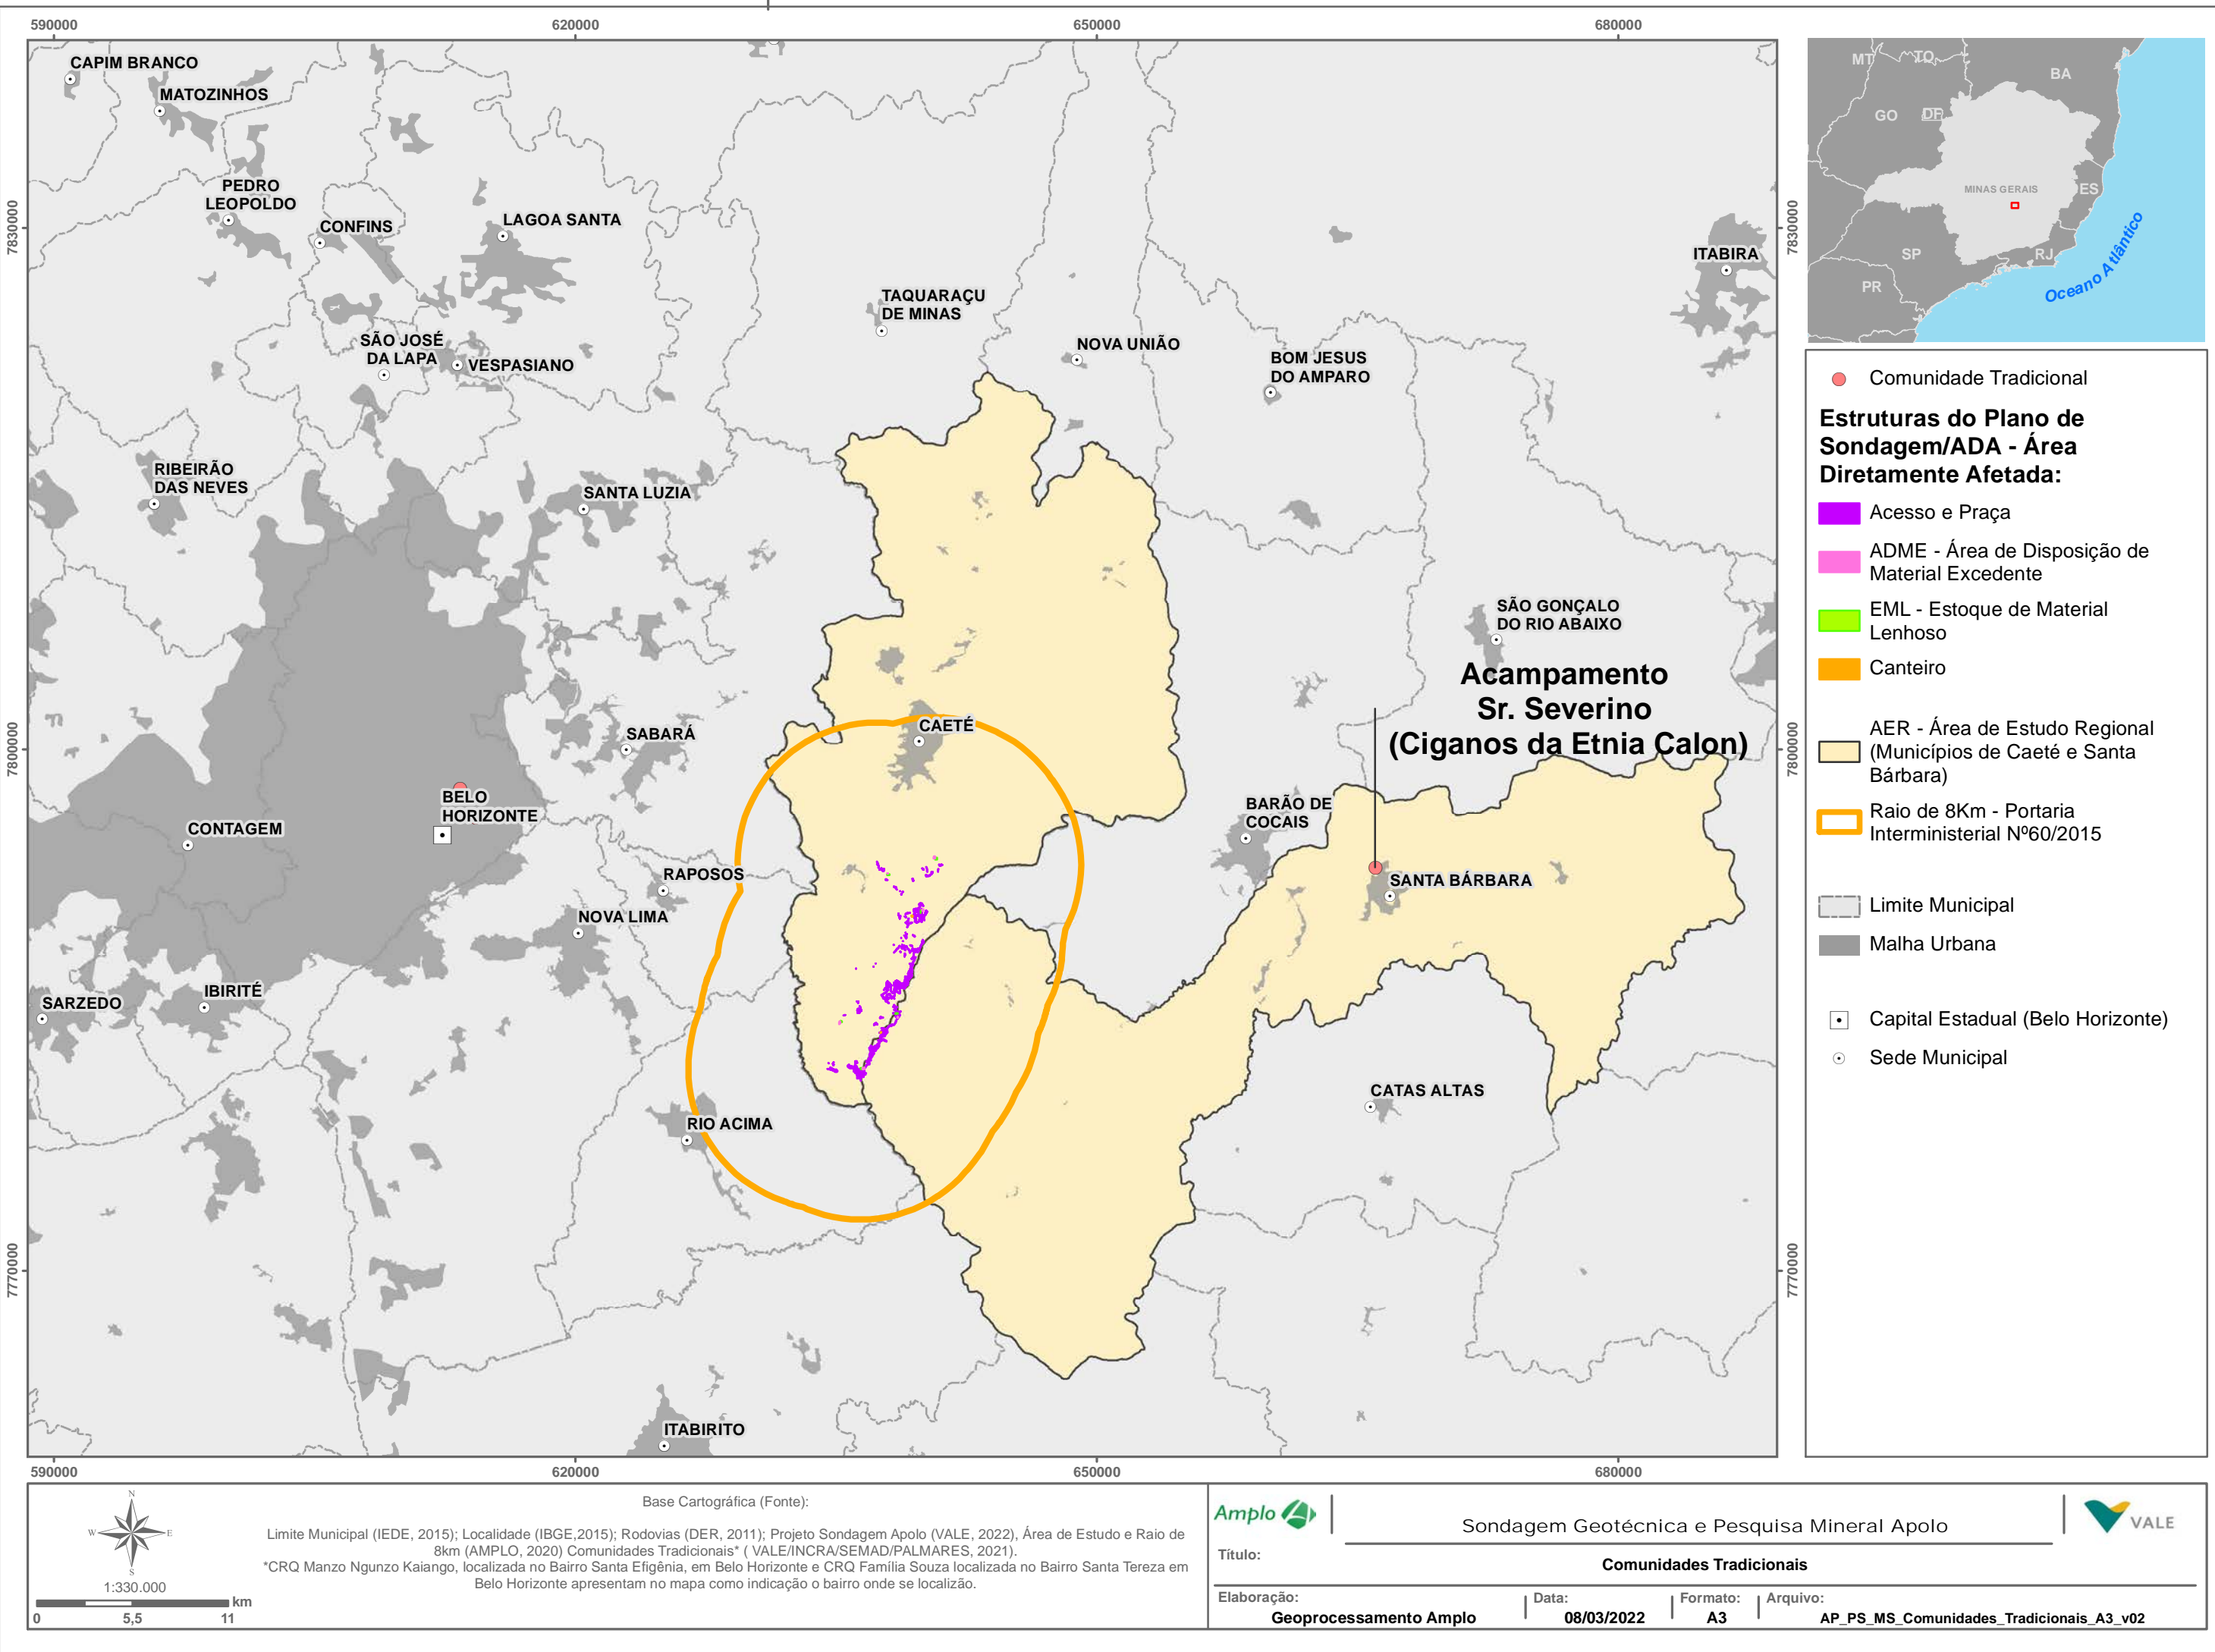 590000
620000
650000
680000
CAPIM BRANCO
MATOZINHOS
PEDRO
LEOPOLDO
CONFINS
LAGOA SANTA
ITABIRA
TAQUARAÇU
DE MINAS
SÃO JOSÉ
DA LAPA
VESPASIANO
NOVA UNIÃO
BOM JESUS
DO AMPARO
RIBEIRÃO
DAS NEVES
SANTA LUZIA
SÃO GONÇALO
DO RIO ABAIXO
Acampamento
Sr. Severino
(Ciganos da Etnia Calon)
CAETÉ
SABARÁ
BELO
HORIZONTE
CONTAGEM
BARÃO DE
COCAIS
RAPOSOS
SANTA BÁRBARA
NOVA LIMA
IBIRITÉ
SARZEDO
CATAS ALTAS
RIO ACIMA
ITABIRITO
7830000
7800000
7770000
7830000
7800000
7770000
590000
620000
650000
680000
MT
TO
BA
GO
DF
MINAS GERAIS
ES
SP
RJ
PR
Oceano Atlântico
Comunidade Tradicional
Estruturas do Plano de
Sondagem/ADA - Área
Diretamente Afetada:
Acesso e Praça
ADME - Área de Disposição de
Material Excedente
EML - Estoque de Material
Lenhoso
Canteiro
AER - Área de Estudo Regional
(Municípios de Caeté e Santa
Bárbara)
Raio de 8Km - Portaria
Interministerial Nº60/2015
Limite Municipal
Malha Urbana
Capital Estadual (Belo Horizonte)
Sede Municipal
N
W
E
S
1:330.000
km
0
5,5
11
Base Cartográfica (Fonte):
Limite Municipal (IEDE, 2015); Localidade (IBGE,2015); Rodovias (DER, 2011); Projeto Sondagem Apolo (VALE, 2022), Área de Estudo e Raio de
8km (AMPLO, 2020) Comunidades Tradicionais* ( VALE/INCRA/SEMAD/PALMARES, 2021).
*CRQ Manzo Ngunzo Kaiango, localizada no Bairro Santa Efigênia, em Belo Horizonte e CRQ Família Souza localizada no Bairro Santa Tereza em
Belo Horizonte apresentam no mapa como indicação o bairro onde se localizão.
Amplo
Sondagem Geotécnica e Pesquisa Mineral Apolo
VALE
Título:
Comunidades Tradicionais
Elaboração:
Geoprocessamento Amplo
Data:
08/03/2022
Formato:
A3
Arquivo:
AP_PS_MS_Comunidades_Tradicionais_A3_v02